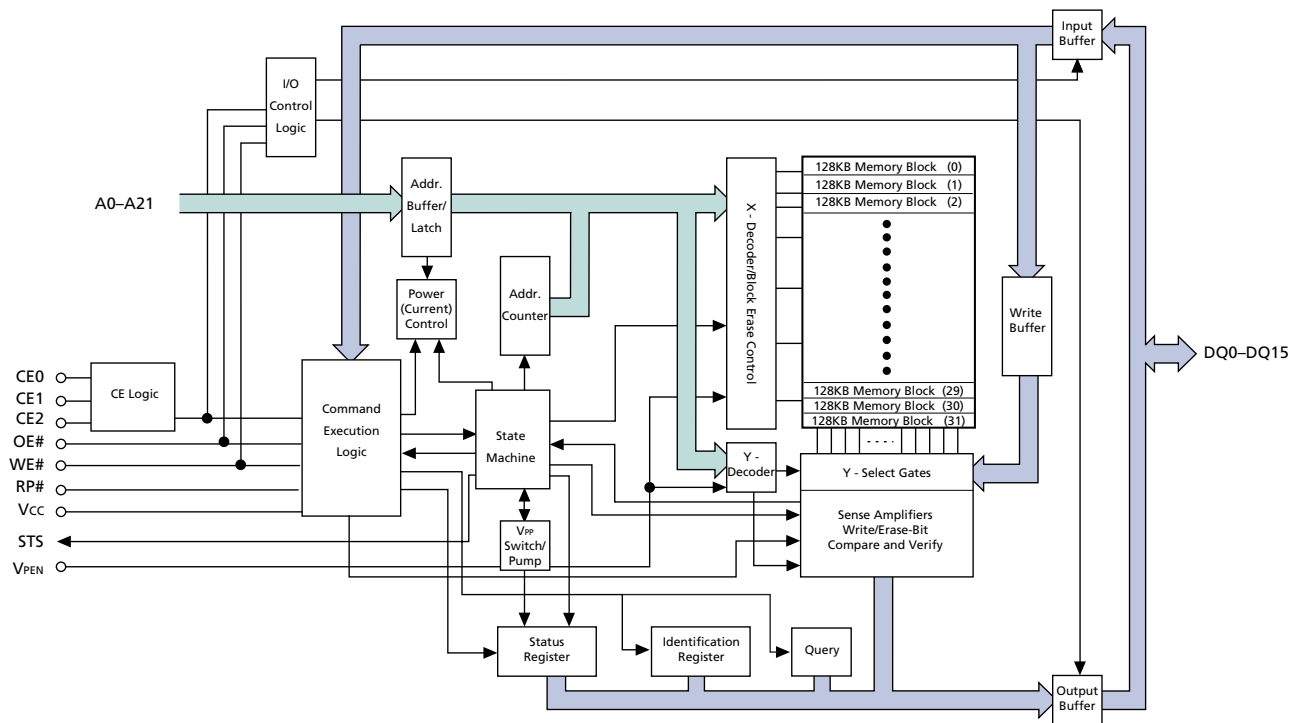 Input
Buffer
I/O
Control
Logic
A0–A21
Addr.
Buffer/
Latch
X - Decoder/Block Erase Control
128KB Memory Block (0)
128KB Memory Block (1)
128KB Memory Block (2)
Power
(Current)
Control
Addr.
Counter
Write
Buffer
DQ0–DQ15
CE0
CE1
CE2
OE#
WE#
RP#
VCC
STS
VPEN
CE Logic
Command
Execution
Logic
State
Machine
128KB Memory Block (29)
128KB Memory Block (30)
128KB Memory Block (31)
Y -
Decoder
Y - Select Gates
Sense Amplifiers
Write/Erase-Bit
Compare and Verify
VPP
Switch/
Pump
Status
Register
Identification
Register
Query
Output
Buffer